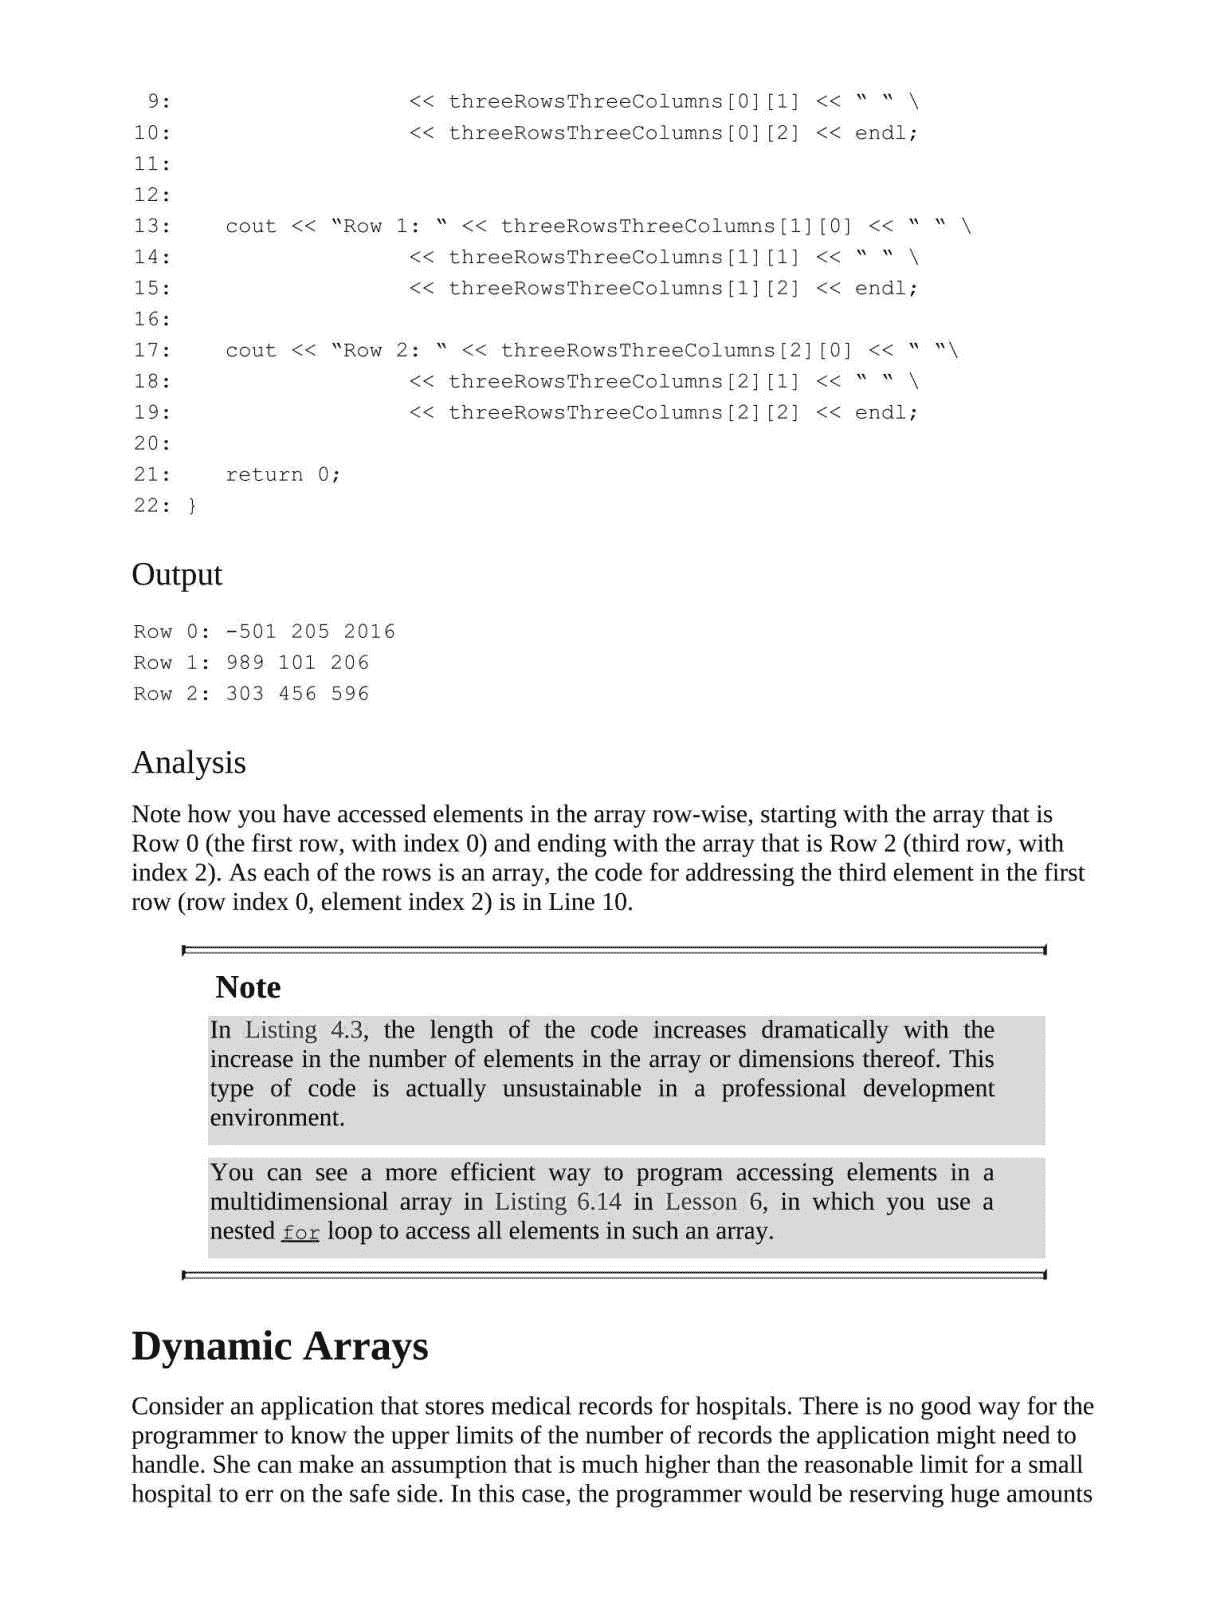 9: << threeRowsThreeColumns[0][1] << “ “ \
10: << threeRowsThreeColumns[0][2] << endl;
11:
12:
13: cout << “Row 1: “ << threeRowsThreeColumns[1][0] << “ “ \
14: << threeRowsThreeColumns[1][1] << “ “ \
15: << threeRowsThreeColumns[1][2] << endl;
16:
17: cout << “Row 2: “ << threeRowsThreeColumns[2][0] << “ “\
18: << threeRowsThreeColumns[2][1] << “ “ \
19: << threeRowsThreeColumns[2][2] << endl;
20:
21: return 0;
22: }
Output
Row 0: -501 205 2016
Row 1: 989 101 206
Row 2: 303 456 596
Analysis
Note how you have accessed elements in the array row-wise, starting with the array that is
Row 0 (the first row, with index 0) and ending with the array that is Row 2 (third row, with
index 2). As each of the rows is an array, the code for addressing the third element in the first
row (row index 0, element index 2) is in Line 10.
Note
In Listing 4.3, the length of the code increases dramatically with the
increase in the number of elements in the array or dimensions thereof. This
type of code is actually unsustainable in a professional development
environment.
You can see a more efficient way to program accessing elements in a
multidimensional array in Listing 6.14 in Lesson 6, in which you use a
nested for loop to access all elements in such an array.
Dynamic Arrays
Consider an application that stores medical records for hospitals. There is no good way for the
programmer to know the upper limits of the number of records the application might need to
handle. She can make an assumption that is much higher than the reasonable limit for a small
hospital to err on the safe side. In this case, the programmer would be reserving huge amounts